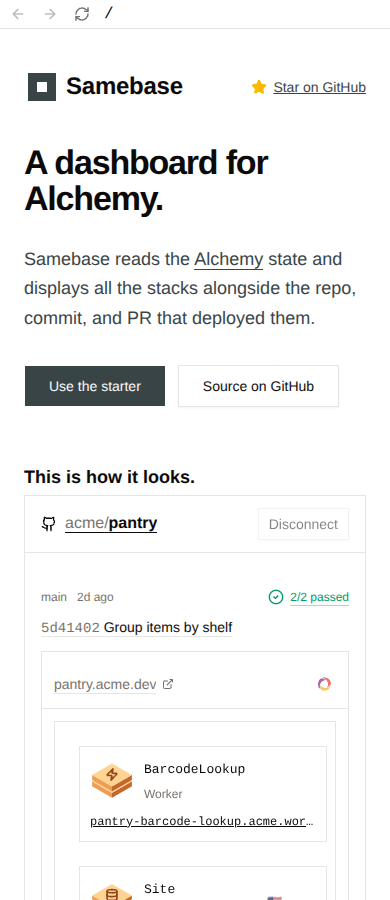 /
Samebase
Star on GitHub
A dashboard for
Alchemy.
Samebase reads the Alchemy state and
displays all the stacks alongside the repo,
commit, and PR that deployed them.
Use the starter
Source on GitHub
This is how it looks.
acme/pantry
Disconnect
main 2d ago
2/2 passed
5d41402 Group items by shelf
pantry.acme.dev
BarcodeLookup
Worker
pantry-barcode-lookup.acme.wor…
Site